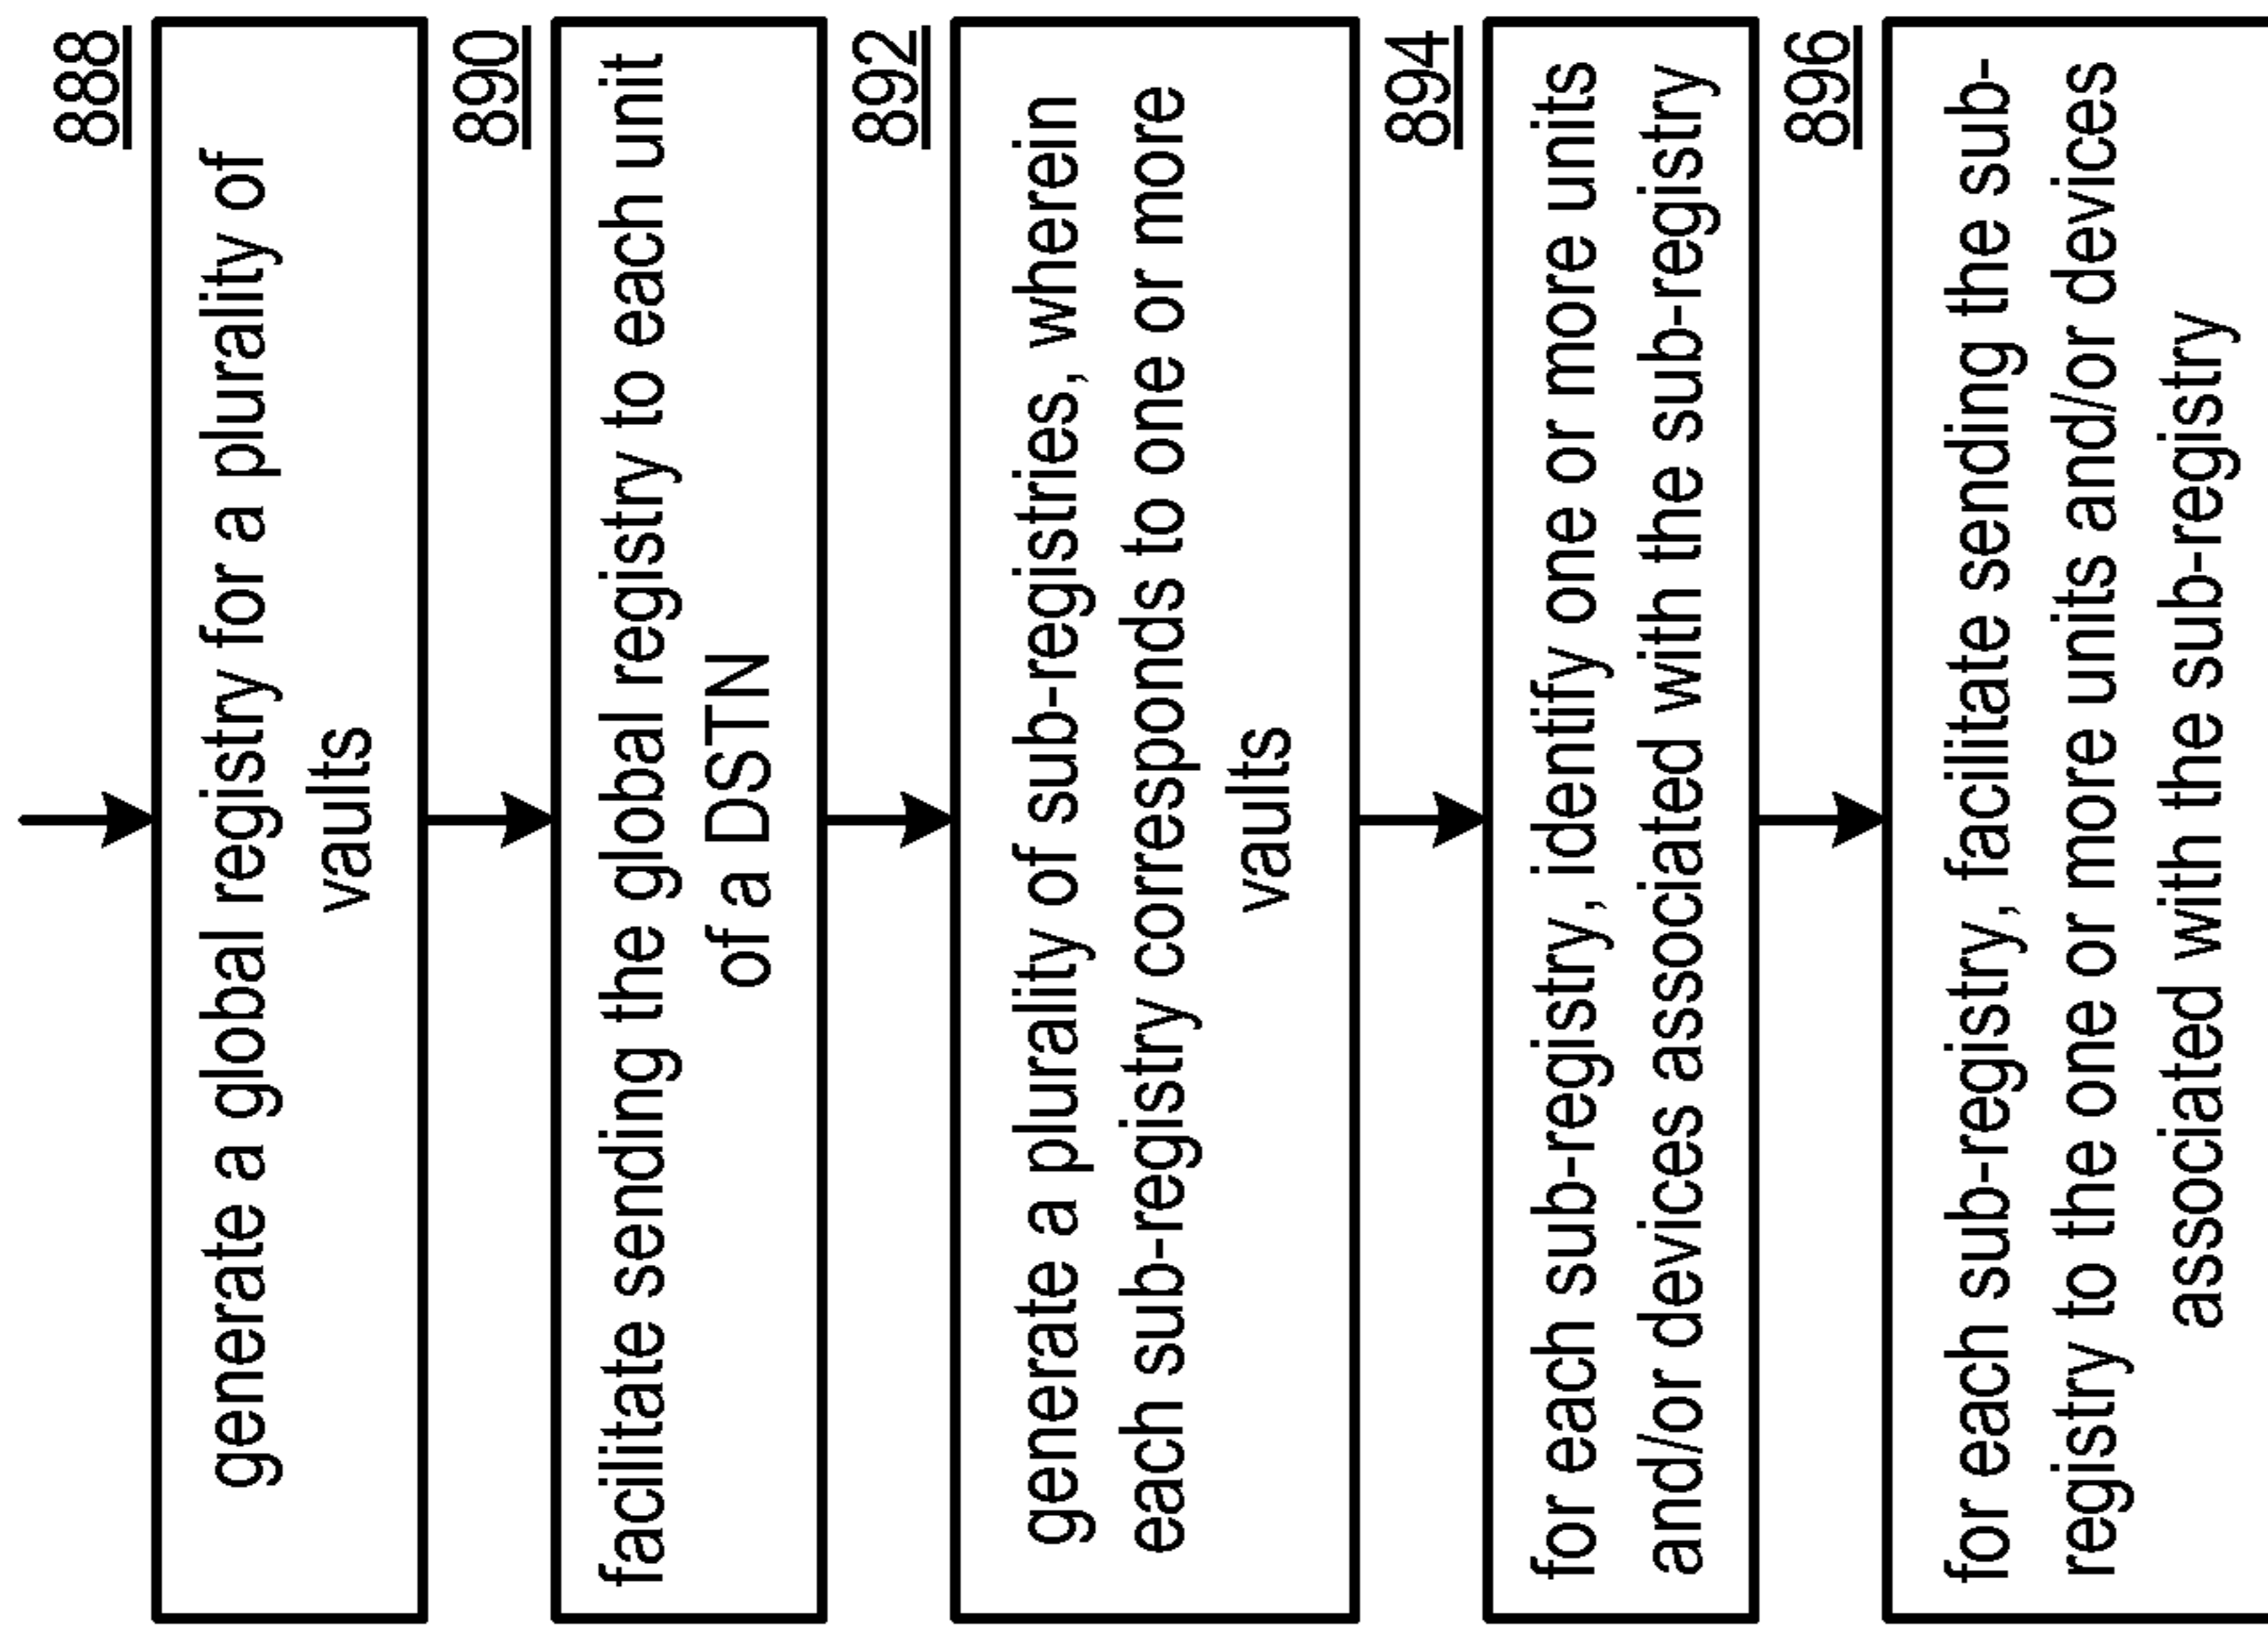 888
generate a global registry for a plurality of
vaults
890
facilitate sending the global registry to each unit
of a DSTN
892
generate a plurality of sub-registries, wherein
each sub-registry corresponds to one or more
vaults
894
for each sub-registry, identify one or more units
and/or devices associated with the sub-registry
896
for each sub-registry, facilitate sending the sub-
registry to the one or more units and/or devices
associated with the sub-registry